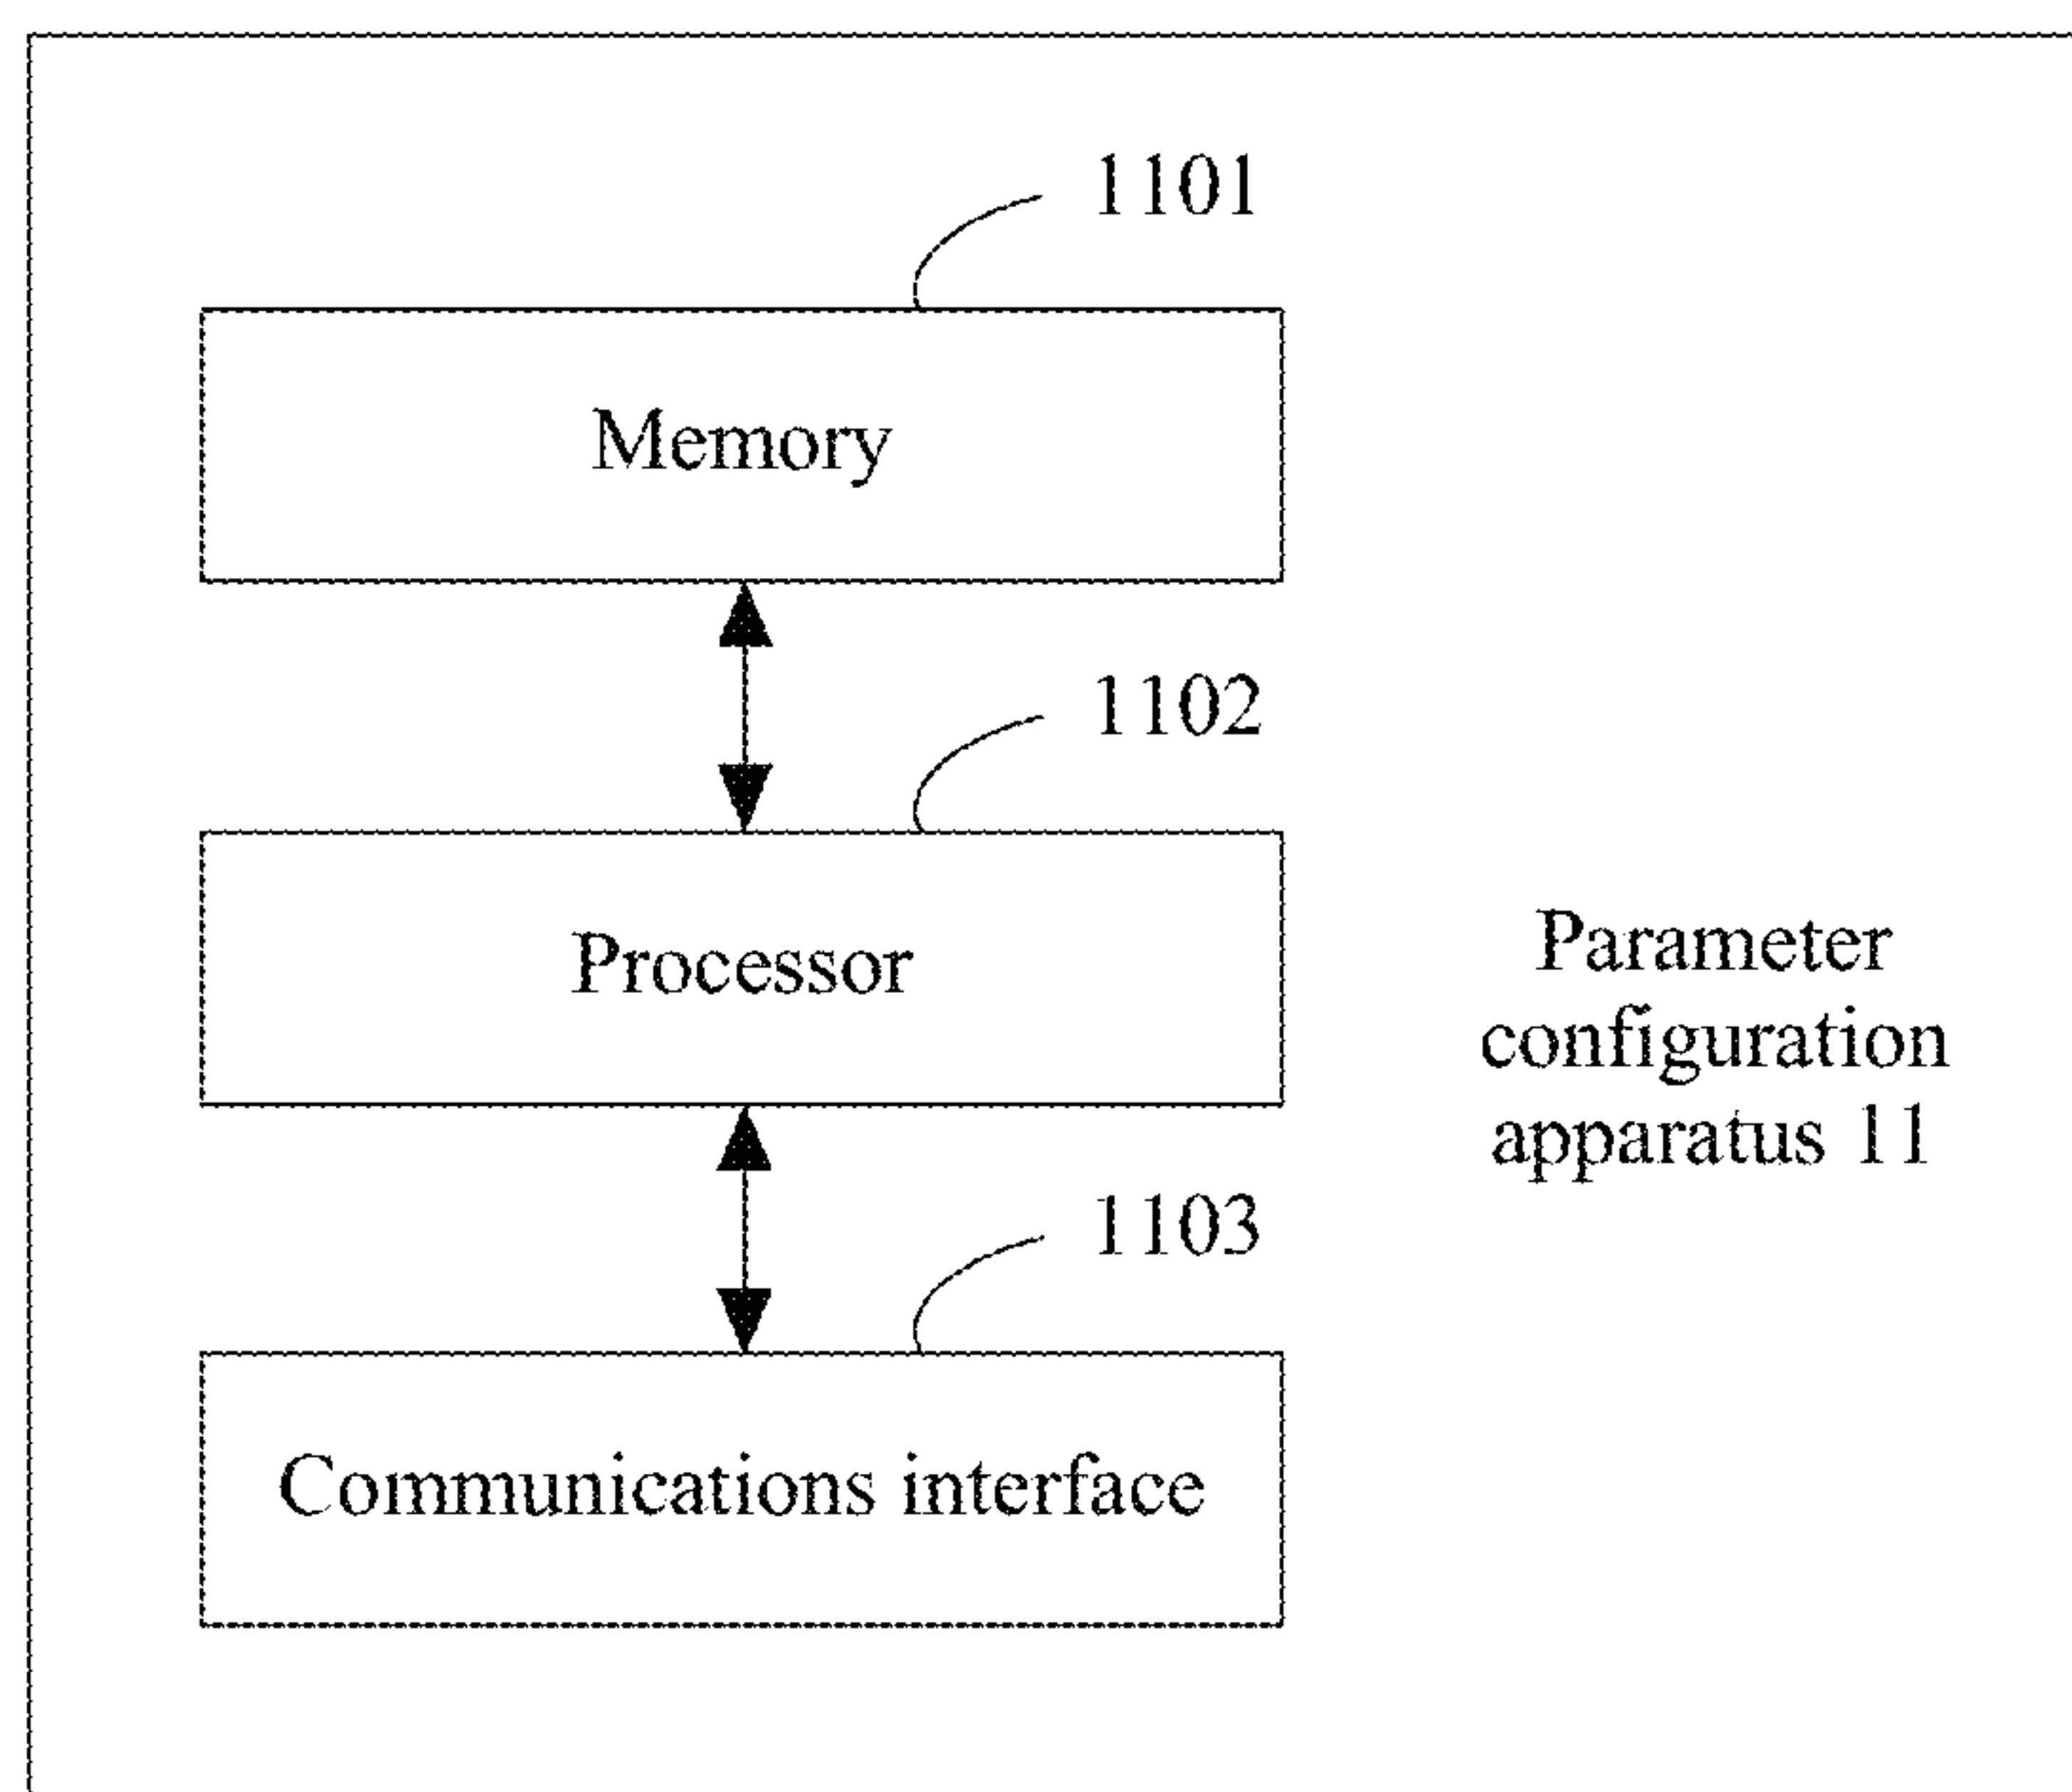 1101
Memory
1102
Processor
Parameter
configuration
apparatus 11
1103
Communications interface